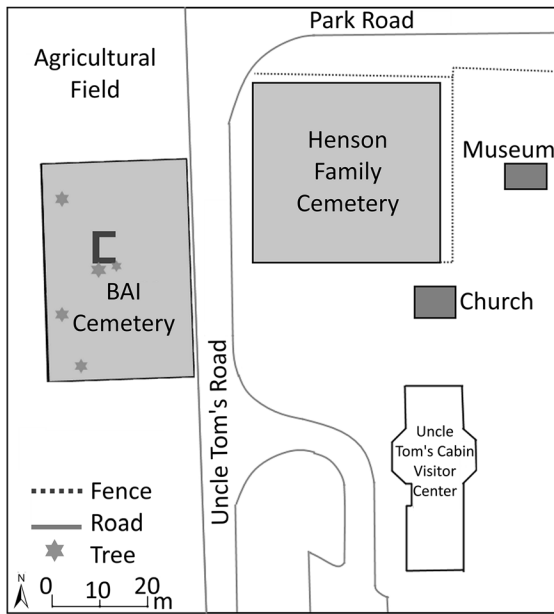 Park Road
Agricultural
Field
Henson
Family
Cemetery
Museum
BAI
Cemetery
Church
Uncle Tom's Road
Uncle
Tom's Cabin
Visitor
Center
Fence
Road
Tree
N
0 10 20
m